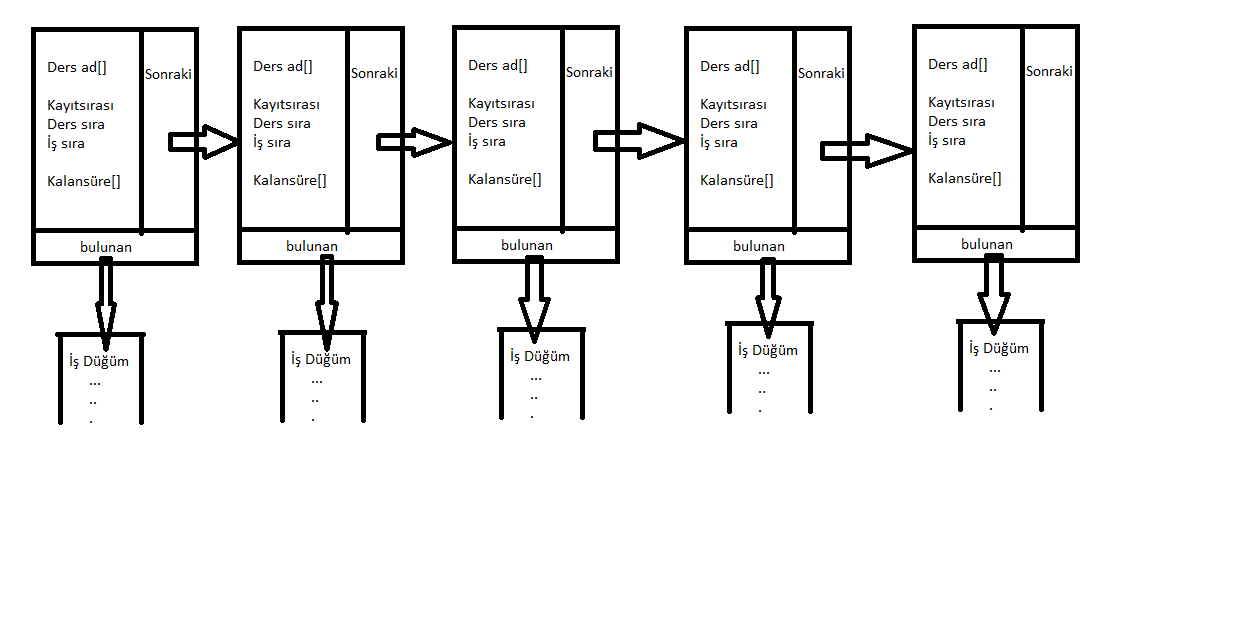 Ders ad[]
Sonraki
Kayıtsırası
Ders sıra
İş sıra
Kalansüre[]
bulunan
İş Düğüm
...
..
.
Ders ad[]
Sonraki
Kayıtsırası
Ders sıra
İş sıra
Kalansüre[]
bulunan
İş Düğüm
...
..
.
Ders ad[]
Sonraki
Kayıtsırası
Ders sıra
İş sıra
Kalansüre[]
bulunan
İş Düğüm
...
..
.
Ders ad[]
Sonraki
Kayıtsırası
Ders sıra
İş sıra
Kalansüre[]
bulunan
İş Düğüm
...
..
.
Ders ad[]
Sonraki
Kayıtsırası
Ders sıra
İş sıra
Kalansüre[]
bulunan
İş Düğüm
...
..
.